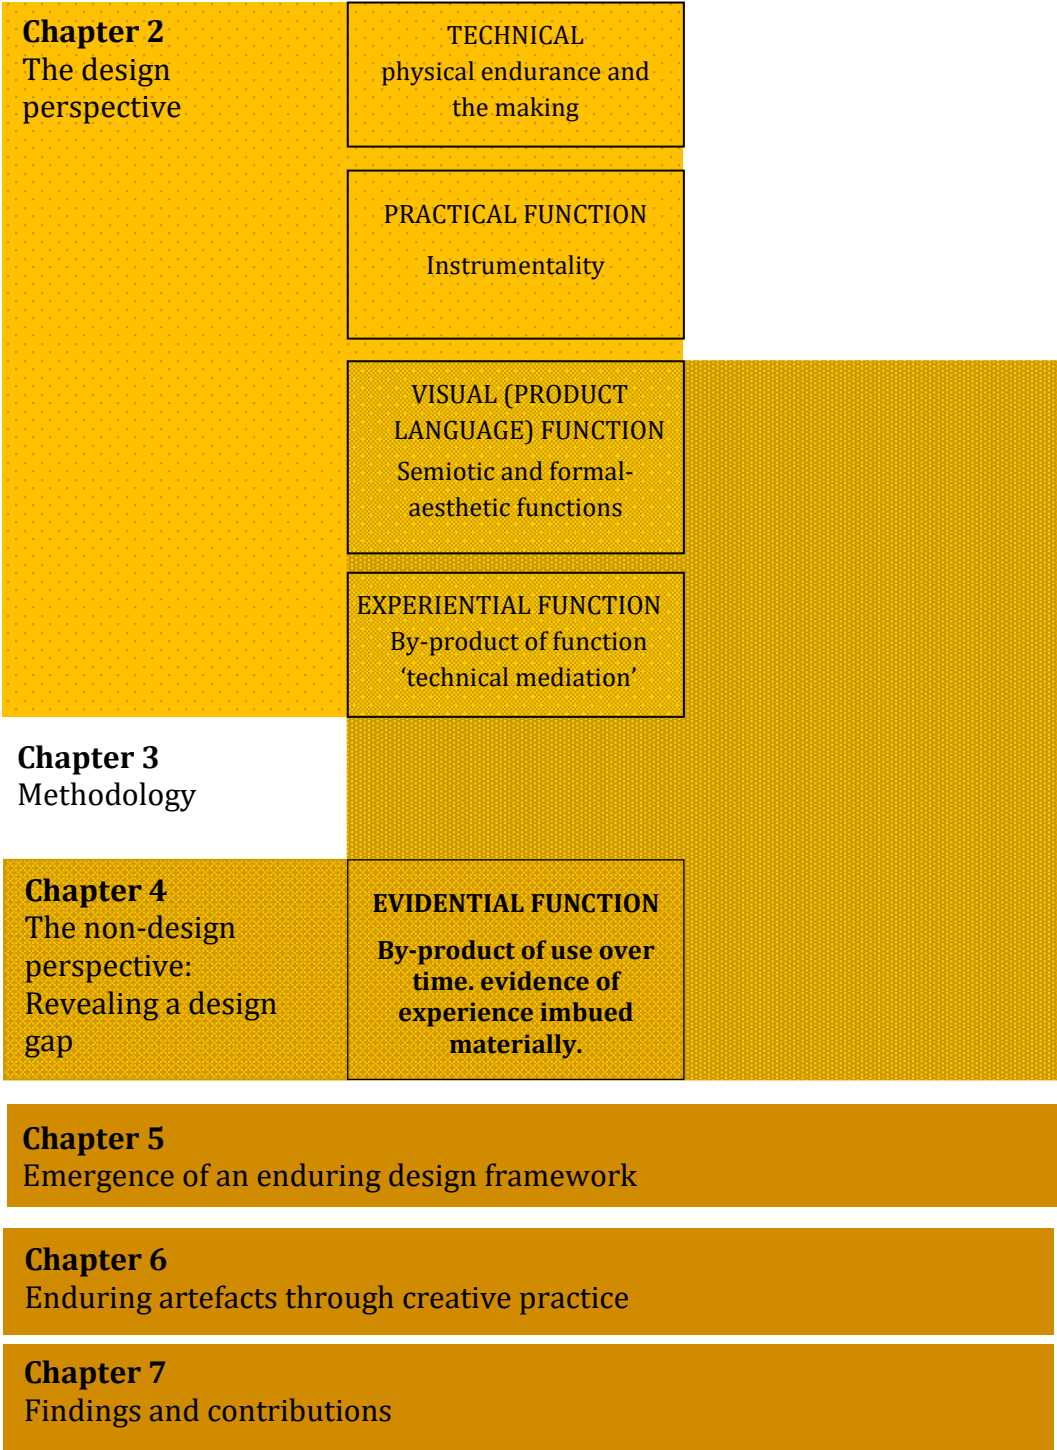 Chapter 2
The design
perspective
TECHNICAL
physical endurance and
the making
PRACTICAL FUNCTION
Instrumentality
VISUAL (PRODUCT
LANGUAGE) FUNCTION
Semiotic and formal-
aesthetic functions
EXPERIENTIAL FUNCTION
By-product of function
‘technical mediation’
Chapter 3
Methodology
Chapter 4
The non-design
perspective:
Revealing a design
gap
EVIDENTIAL FUNCTION
By-product of use over
time. evidence of
experience imbued
materially.
Chapter 5
Emergence of an enduring design framework
Chapter 6
Enduring artefacts through creative practice
Chapter 7
Findings and contributions